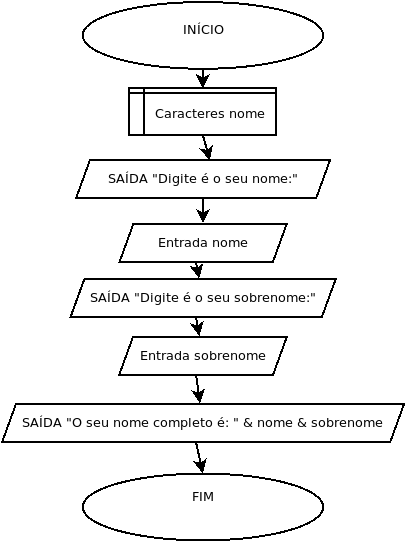 INÍCIO
Caracteres nome
SAÍDA "Digite é o seu nome:"
Entrada nome
SAÍDA "Digite é o seu sobrenome:"
Entrada sobrenome
SAÍDA "O seu nome completo é: " & nome & sobrenome
FIM